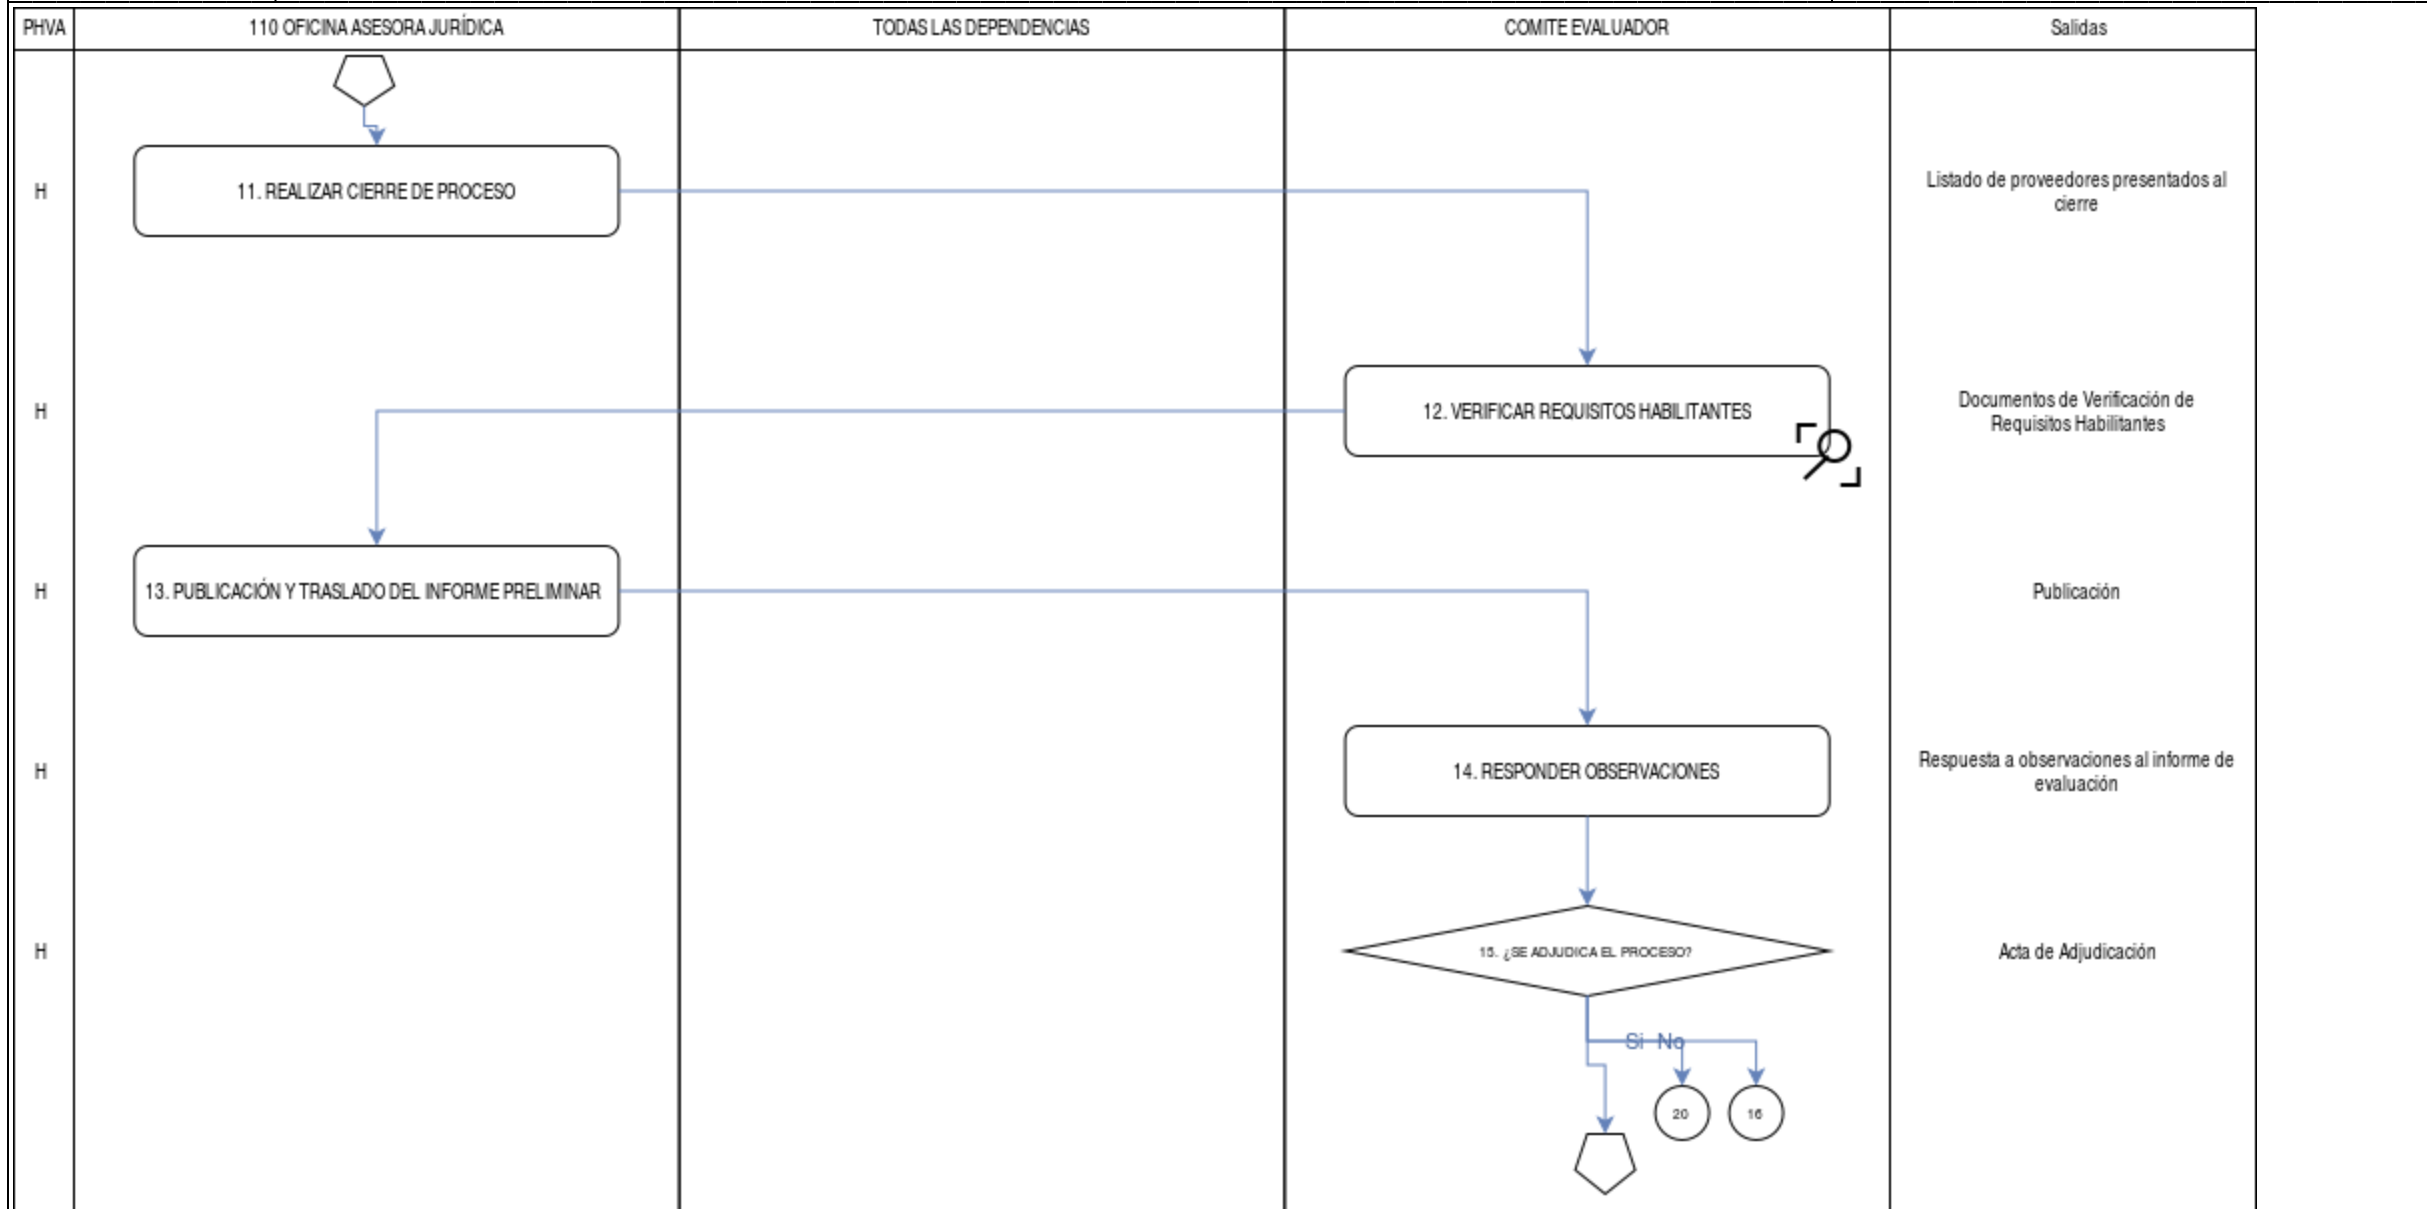 PHVA
110 OFICINA ASESORA JURÍDICA
TODAS LAS DEPENDENCIAS
COMITE EVALUADOR
Salidas
H
11. REALIZAR CIERRE DE PROCESO
Listado de proveedores presentados al
cierre
H
12. VERIFICAR REQUISITOS HABILITANTES
Documentos de Verificación de
Requisitos Habilitantes
H
13. PUBLICACIÓN Y TRASLADO DEL INFORME PRELIMINAR
Publicación
H
14. RESPONDER OBSERVACIONES
Respuesta a observaciones al informe de
evaluación
H
15. ¿SE ADJUDICA EL PROCESO?
Acta de Adjudicación
Si No
20
16